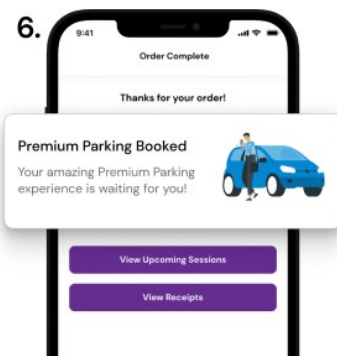 6.
9:41
Order Complete
Thanks for your order!
Premium Parking Booked
Your amazing Premium Parking
experience is waiting for you!
View Upcoming Sessions
View Receipts